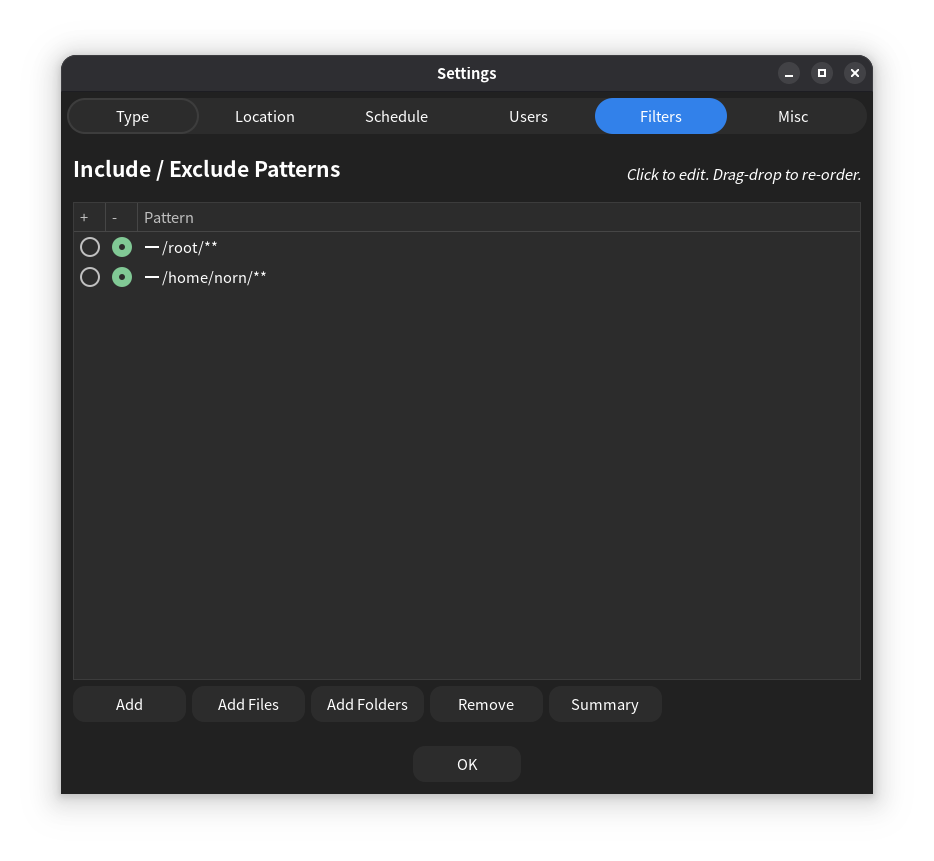 Settings
Type Location Schedule Users Filters Misc
Include / Exclude Patterns
Click to edit. Drag-drop to re-order.
+ - Pattern
/root/**
/home/norn/**
Add Add Files Add Folders Remove Summary
OK